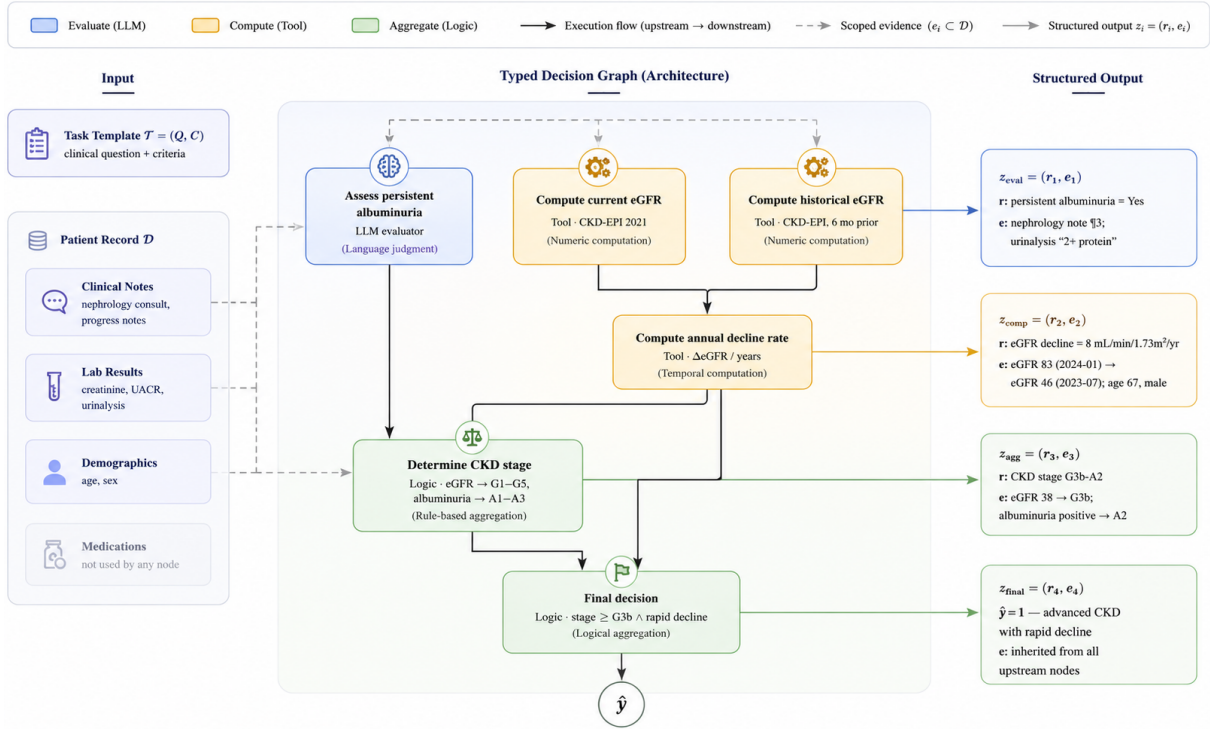 Evaluate (LLM)
Compute (Tool)
Aggregate (Logic)
Execution flow (upstream → downstream)
Scoped evidence (eᵢ ⊂ 𝒟)
Structured output zᵢ = (rᵢ, eᵢ)
Input
Typed Decision Graph (Architecture)
Structured Output
Task Template 𝒯 = (Q, C)
clinical question + criteria
Patient Record 𝒟
Clinical Notes
nephrology consult,
progress notes
Lab Results
creatinine, UACR,
urinalysis
Demographics
age, sex
Medications
not used by any node
Assess persistent
albuminuria
LLM evaluator
(Language judgment)
Compute current eGFR
Tool · CKD-EPI 2021
(Numeric computation)
Compute historical eGFR
Tool · CKD-EPI, 6 mo prior
(Numeric computation)
Compute annual decline rate
Tool · ΔeGFR / years
(Temporal computation)
Determine CKD stage
Logic · eGFR → G1–G5,
albuminuria → A1–A3
(Rule-based aggregation)
Final decision
Logic · stage ≥ G3b ∧ rapid decline
(Logical aggregation)
ŷ
z_eval = (r₁, e₁)
r: persistent albuminuria = Yes
e: nephrology note ¶3;
urinalysis “2+ protein”
z_comp = (r₂, e₂)
r: eGFR decline = 8 mL/min/1.73m²/yr
e: eGFR 83 (2024-01) →
eGFR 46 (2023-07); age 67, male
z_agg = (r₃, e₃)
r: CKD stage G3b-A2
e: eGFR 38 → G3b;
albuminuria positive → A2
z_final = (r₄, e₄)
ŷ = 1 — advanced CKD
with rapid decline
e: inherited from all
upstream nodes